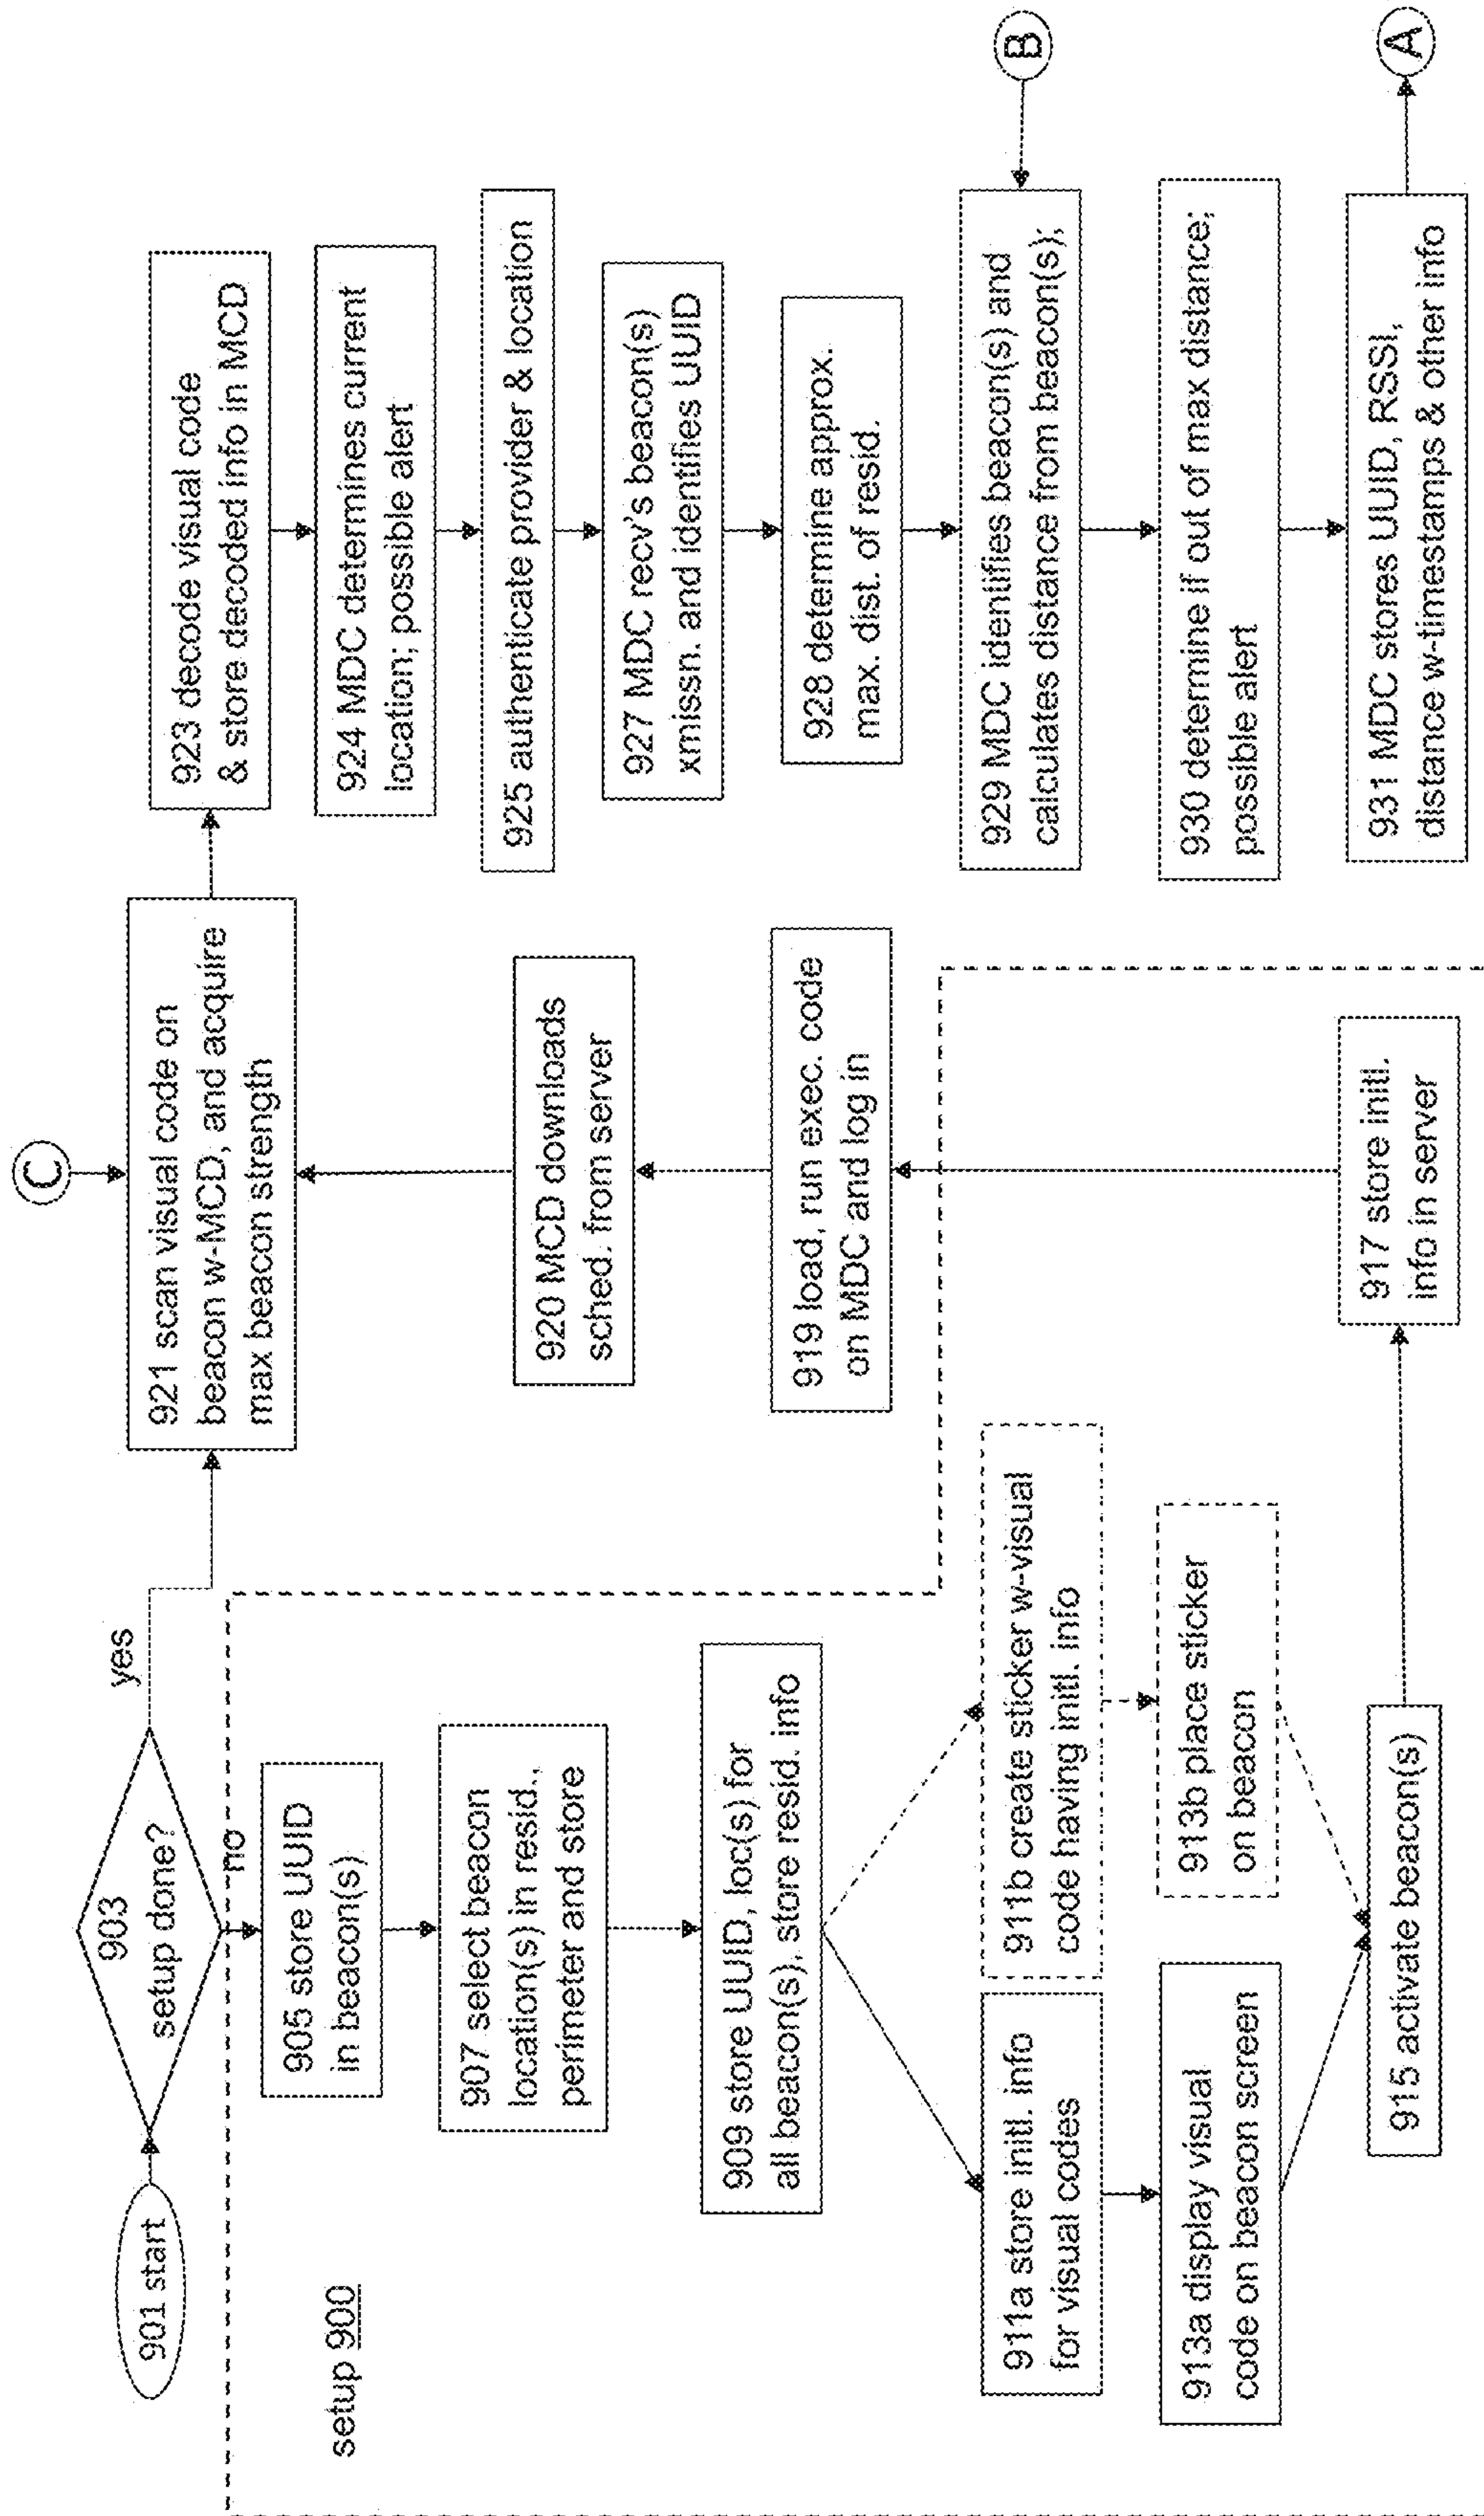 901 start
903
setup done?
yes
no
setup 900
905 store UUID
in beacon(s)
907 select beacon
location(s) in resid.,
perimeter and store
909 store UUID, loc(s) for
all beacon(s), store resid. info
911a store initl. info
for visual codes
913a display visual
code on beacon screen
911b create sticker w-visual
code having initl. info
913b place sticker
on beacon
915 activate beacon(s)
917 store initl.
info in server
919 load, run exec. code
on MDC and log in
920 MCD downloads
sched. from server
C
921 scan visual code on
beacon w-MCD, and acquire
max beacon strength
923 decode visual code
& store decoded info in MCD
924 MDC determines current
location; possible alert
925 authenticate provider & location
927 MDC recv's beacon(s)
xmissn. and identifies UUID
928 determine approx.
max. dist. of resid.
B
929 MDC identifies beacon(s) and
calculates distance from beacon(s);
930 determine if out of max distance;
possible alert
931 MDC stores UUID, RSSI,
distance w-timestamps & other info
A